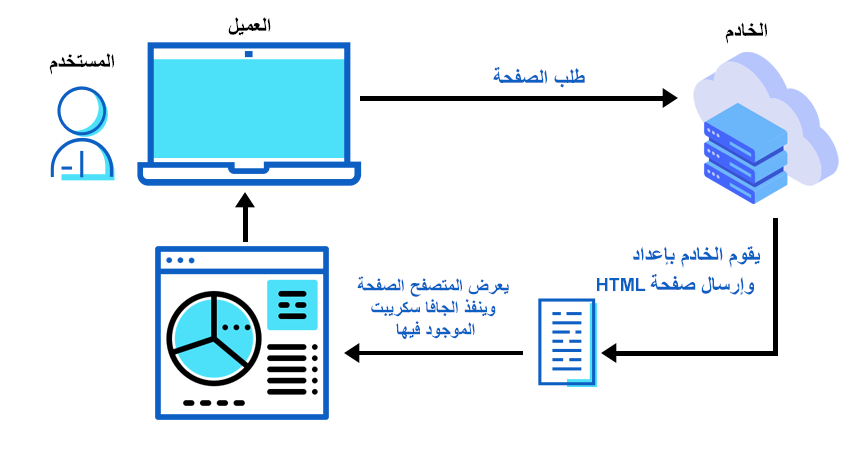 الخادم
العميل
المستخدم
طلب الصفحة
يقوم الخادم بإعداد
وإرسال صفحة HTML
يعرض المتصفح الصفحة
وينفذ الجافا سكريبت
الموجود فيها